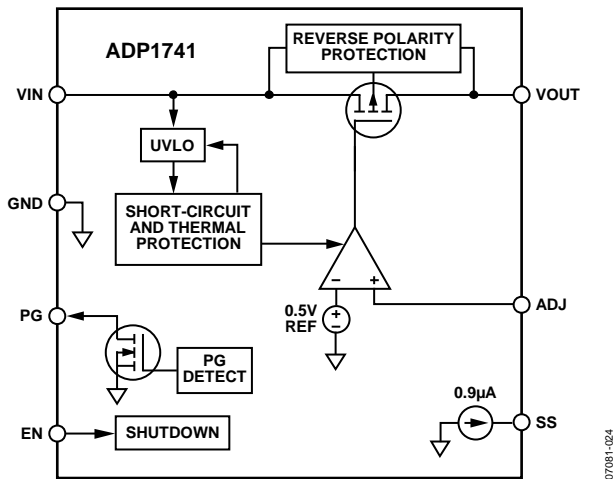 ADP1741
REVERSE POLARITY
PROTECTION
VIN
VOUT
UVLO
GND
SHORT-CIRCUIT
AND THERMAL
PROTECTION
PG
0.5V
REF
ADJ
PG
DETECT
0.9µA
EN
SHUTDOWN
SS
07081-024